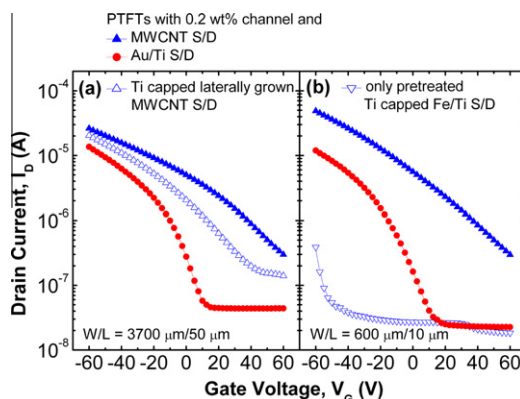 PTFTs with 0.2 wt% channel and
MWCNT S/D
Au/Ti S/D
(a)
Ti capped laterally grown
MWCNT S/D
(b)
only pretreated
Ti capped Fe/Ti S/D
Drain Current, I_D (A)
10^-4
10^-5
10^-6
10^-7
10^-8
W/L = 3700 μm/50 μm
W/L = 600 μm/10 μm
-60 -40 -20 0 20 40 60
-60 -40 -20 0 20 40 60
Gate Voltage, V_G (V)